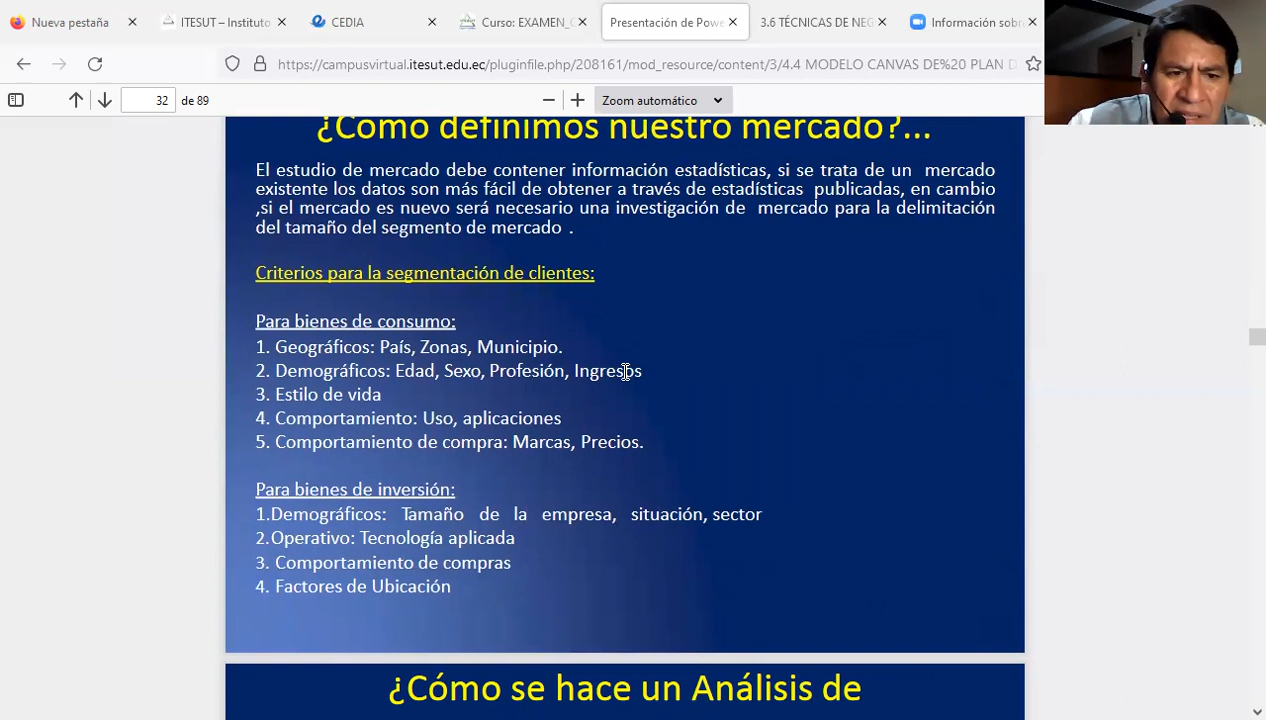 Nueva pestaña
ITESUT – Instituto
CEDIA
Curso: EXAMEN_C
Presentación de Powe
3.6 TÉCNICAS DE NEG
Información sobr
https://campusvirtual.itesut.edu.ec/pluginfile.php/208161/mod_resource/content/3/4.4 MODELO CANVAS DE%20 PLAN D
32 de 89
Zoom automático
¿Cómo definimos nuestro mercado?...
El estudio de mercado debe contener información estadísticas, si se trata de un mercado
existente los datos son más fácil de obtener a través de estadísticas publicadas, en cambio
,si el mercado es nuevo será necesario una investigación de mercado para la delimitación
del tamaño del segmento de mercado .
Criterios para la segmentación de clientes:
Para bienes de consumo:
1. Geográficos: País, Zonas, Municipio.
2. Demográficos: Edad, Sexo, Profesión, Ingresos
3. Estilo de vida
4. Comportamiento: Uso, aplicaciones
5. Comportamiento de compra: Marcas, Precios.
Para bienes de inversión:
1.Demográficos: Tamaño de la empresa, situación, sector
2.Operativo: Tecnología aplicada
3. Comportamiento de compras
4. Factores de Ubicación
¿Cómo se hace un Análisis de